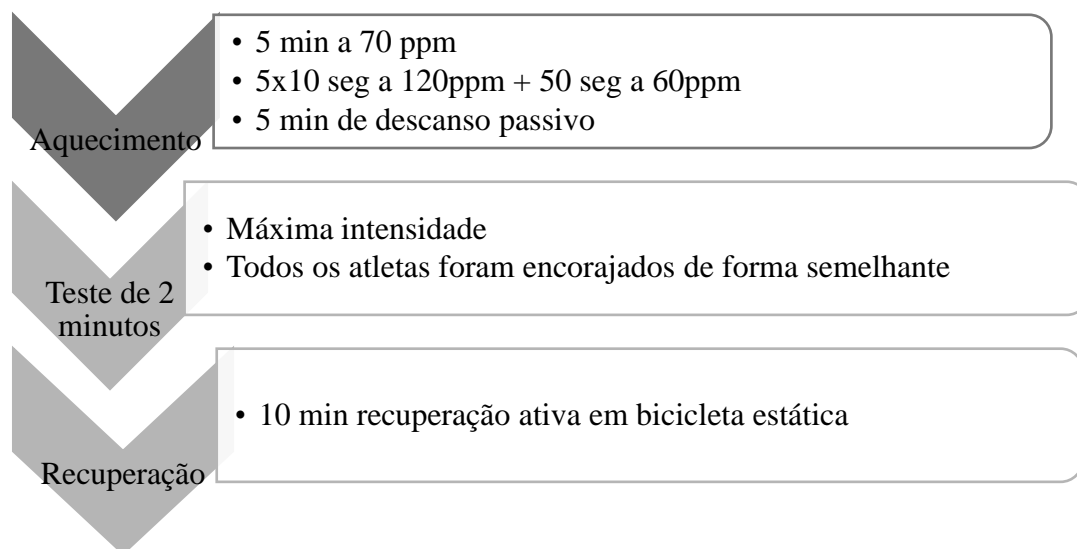 Aquecimento
• 5 min a 70 ppm
• 5x10 seg a 120ppm + 50 seg a 60ppm
• 5 min de descanso passivo
Teste de 2
minutos
• Máxima intensidade
• Todos os atletas foram encorajados de forma semelhante
Recuperação
• 10 min recuperação ativa em bicicleta estática